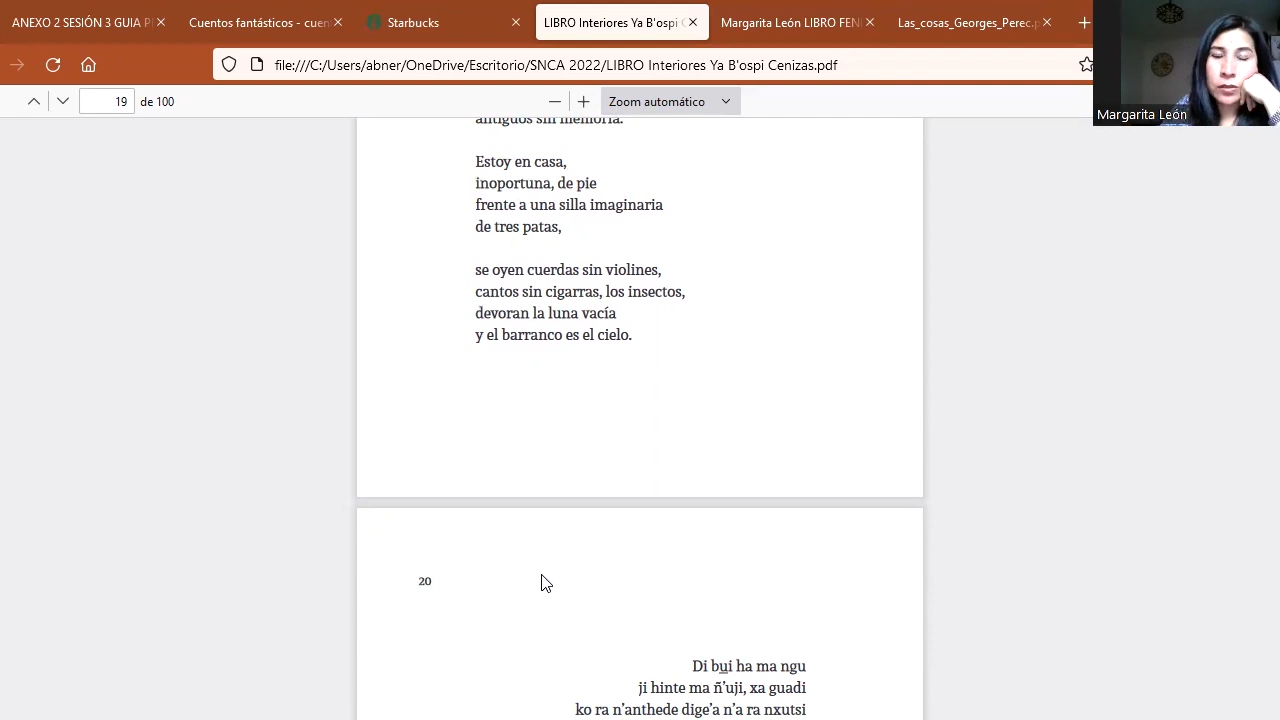 ANEXO 2 SESIÓN 3 GUIA P
Cuentos fantásticos - cuen
Starbucks
LIBRO Interiores Ya B'ospi C
Margarita León LIBRO FEN
Las_cosas_Georges_Perec.p
file:///C:/Users/abner/OneDrive/Escritorio/SNCA 2022/LIBRO Interiores Ya B'ospi Cenizas.pdf
Margarita León
19 de 100
Zoom automático
antiguos sin memoria.
Estoy en casa,
inoportuna, de pie
frente a una silla imaginaria
de tres patas,
se oyen cuerdas sin violines,
cantos sin cigarras, los insectos,
devoran la luna vacía
y el barranco es el cielo.
20
Di bu̲i ha ma ngu
ji hinte ma ñ’uji, xa guadi
ko ra n’anthede dige’a n’a ra nxutsi